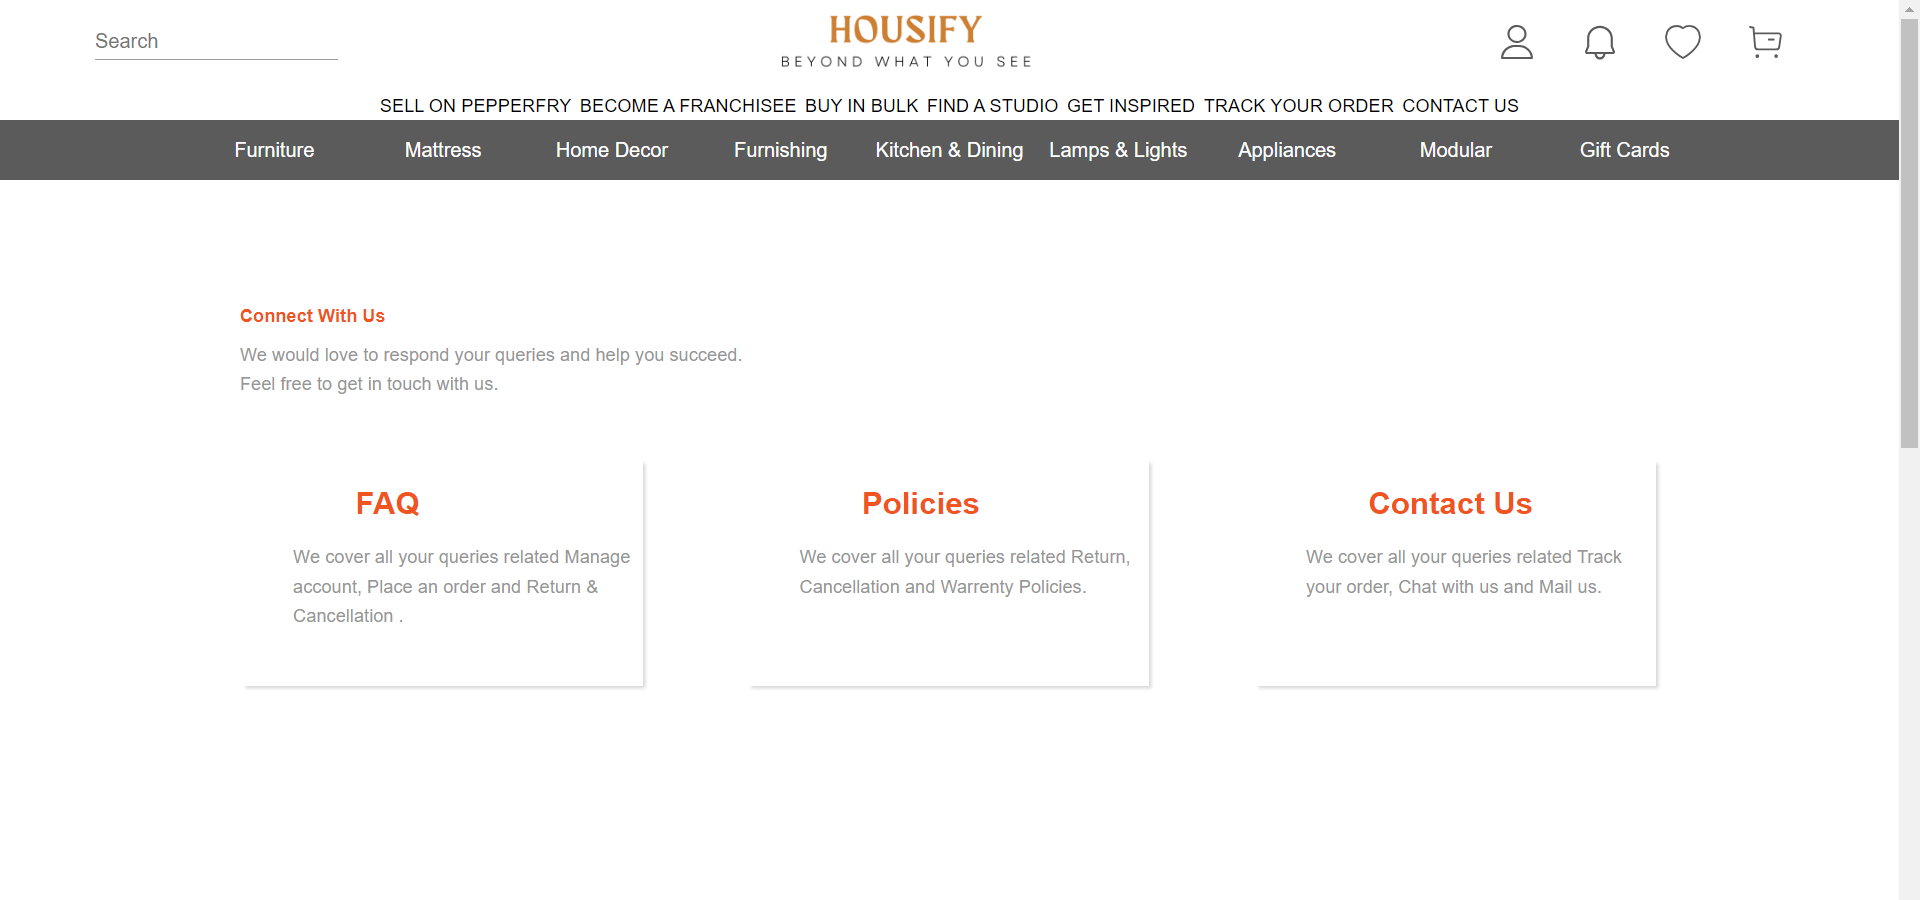 Search
HOUSIFY
BEYOND WHAT YOU SEE
SELL ON PEPPERFRY BECOME A FRANCHISEE BUY IN BULK FIND A STUDIO GET INSPIRED TRACK YOUR ORDER CONTACT US
Furniture Mattress Home Decor Furnishing Kitchen & Dining Lamps & Lights Appliances Modular Gift Cards
Connect With Us
We would love to respond your queries and help you succeed.
Feel free to get in touch with us.
FAQ
We cover all your queries related Manage
account, Place an order and Return &
Cancellation .
Policies
We cover all your queries related Return,
Cancellation and Warrenty Policies.
Contact Us
We cover all your queries related Track
your order, Chat with us and Mail us.